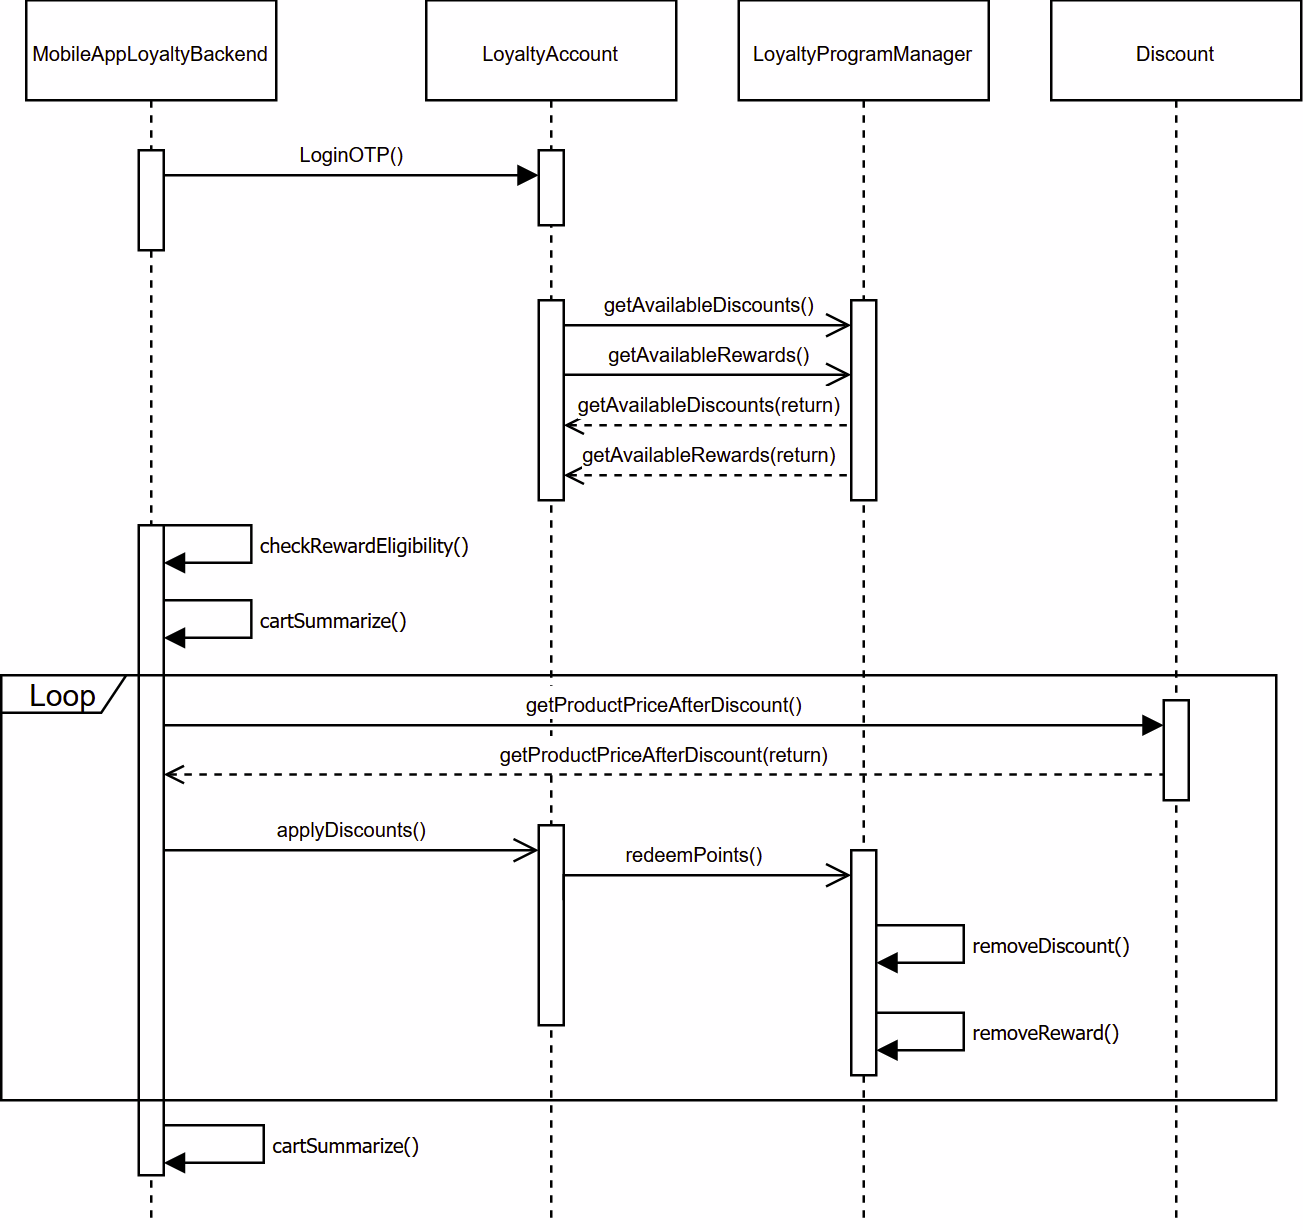 MobileAppLoyaltyBackend
LoyaltyAccount
LoyaltyProgramManager
Discount
LoginOTP()
getAvailableDiscounts()
getAvailableRewards()
getAvailableDiscounts(return)
getAvailableRewards(return)
checkRewardEligibility()
cartSummarize()
Loop
getProductPriceAfterDiscount()
getProductPriceAfterDiscount(return)
applyDiscounts()
redeemPoints()
removeDiscount()
removeReward()
cartSummarize()